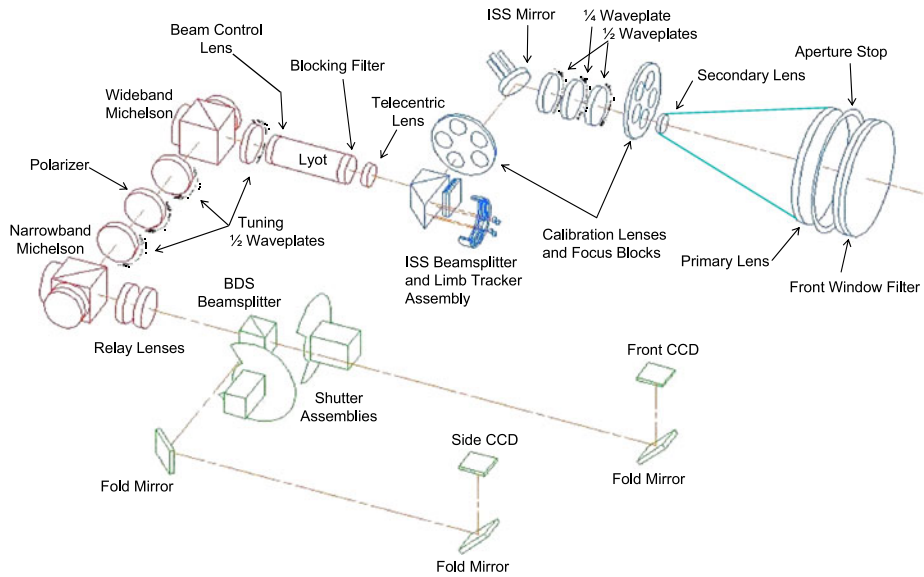 ISS Mirror
¼ Waveplate
½ Waveplates
Aperture Stop
Beam Control
Lens
Blocking Filter
Secondary Lens
Wideband
Michelson
Telecentric
Lens
Lyot
Polarizer
Tuning
½ Waveplates
Narrowband
Michelson
Calibration Lenses
and Focus Blocks
Primary Lens
ISS Beamsplitter
and Limb Tracker
Assembly
Front Window Filter
BDS
Beamsplitter
Relay Lenses
Front CCD
Shutter
Assemblies
Side CCD
Fold Mirror
Fold Mirror
Fold Mirror